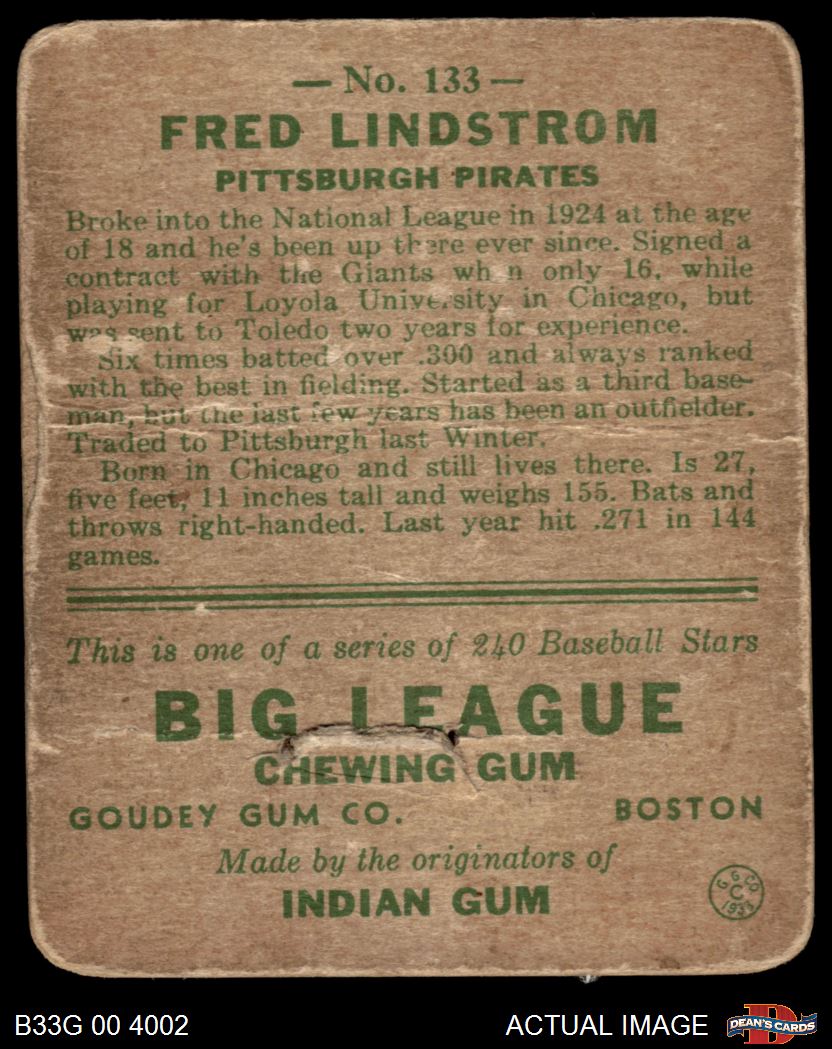 — No. 133 —
FRED LINDSTROM
PITTSBURGH PIRATES
Broke into the National League in 1924 at the age
of 18 and he's been up there ever since. Signed a
contract with the Giants wh n only 16, while
playing for Loyola University in Chicago, but
was sent to Toledo two years for experience.
Six times batted over .300 and always ranked
with the best in fielding. Started as a third base-
man, but the last few years has been an outfielder.
Traded to Pittsburgh last Winter.
Born in Chicago and still lives there. Is 27,
five feet, 11 inches tall and weighs 155. Bats and
throws right-handed. Last year hit .271 in 144
games.
This is one of a series of 240 Baseball Stars
BIG LEAGUE
CHEWING GUM
GOUDEY GUM CO. BOSTON
Made by the originators of
INDIAN GUM
G G CO
C
1933
B33G 00 4002
ACTUAL IMAGE
D
DEAN'S CARDS